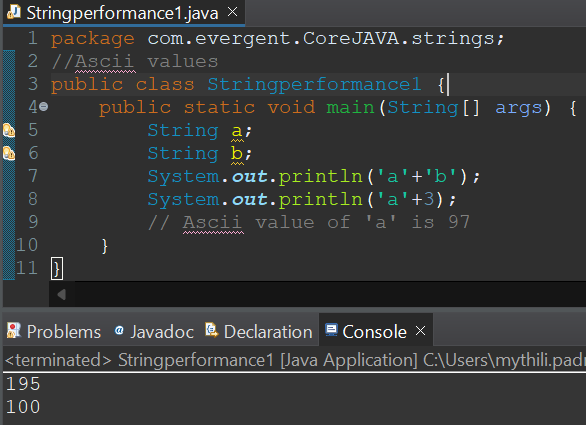 Stringperformance1.java
1 package com.evergent.CoreJAVA.strings;
2 //Ascii values
3 public class Stringperformance1 {
4 public static void main(String[] args) {
5 String a;
6 String b;
7 System.out.println('a'+'b');
8 System.out.println('a'+3);
9 // Ascii value of 'a' is 97
10 }
11 }
Problems @ Javadoc Declaration Console
<terminated> Stringperformance1 [Java Application] C:\Users\mythili.padm
195
100